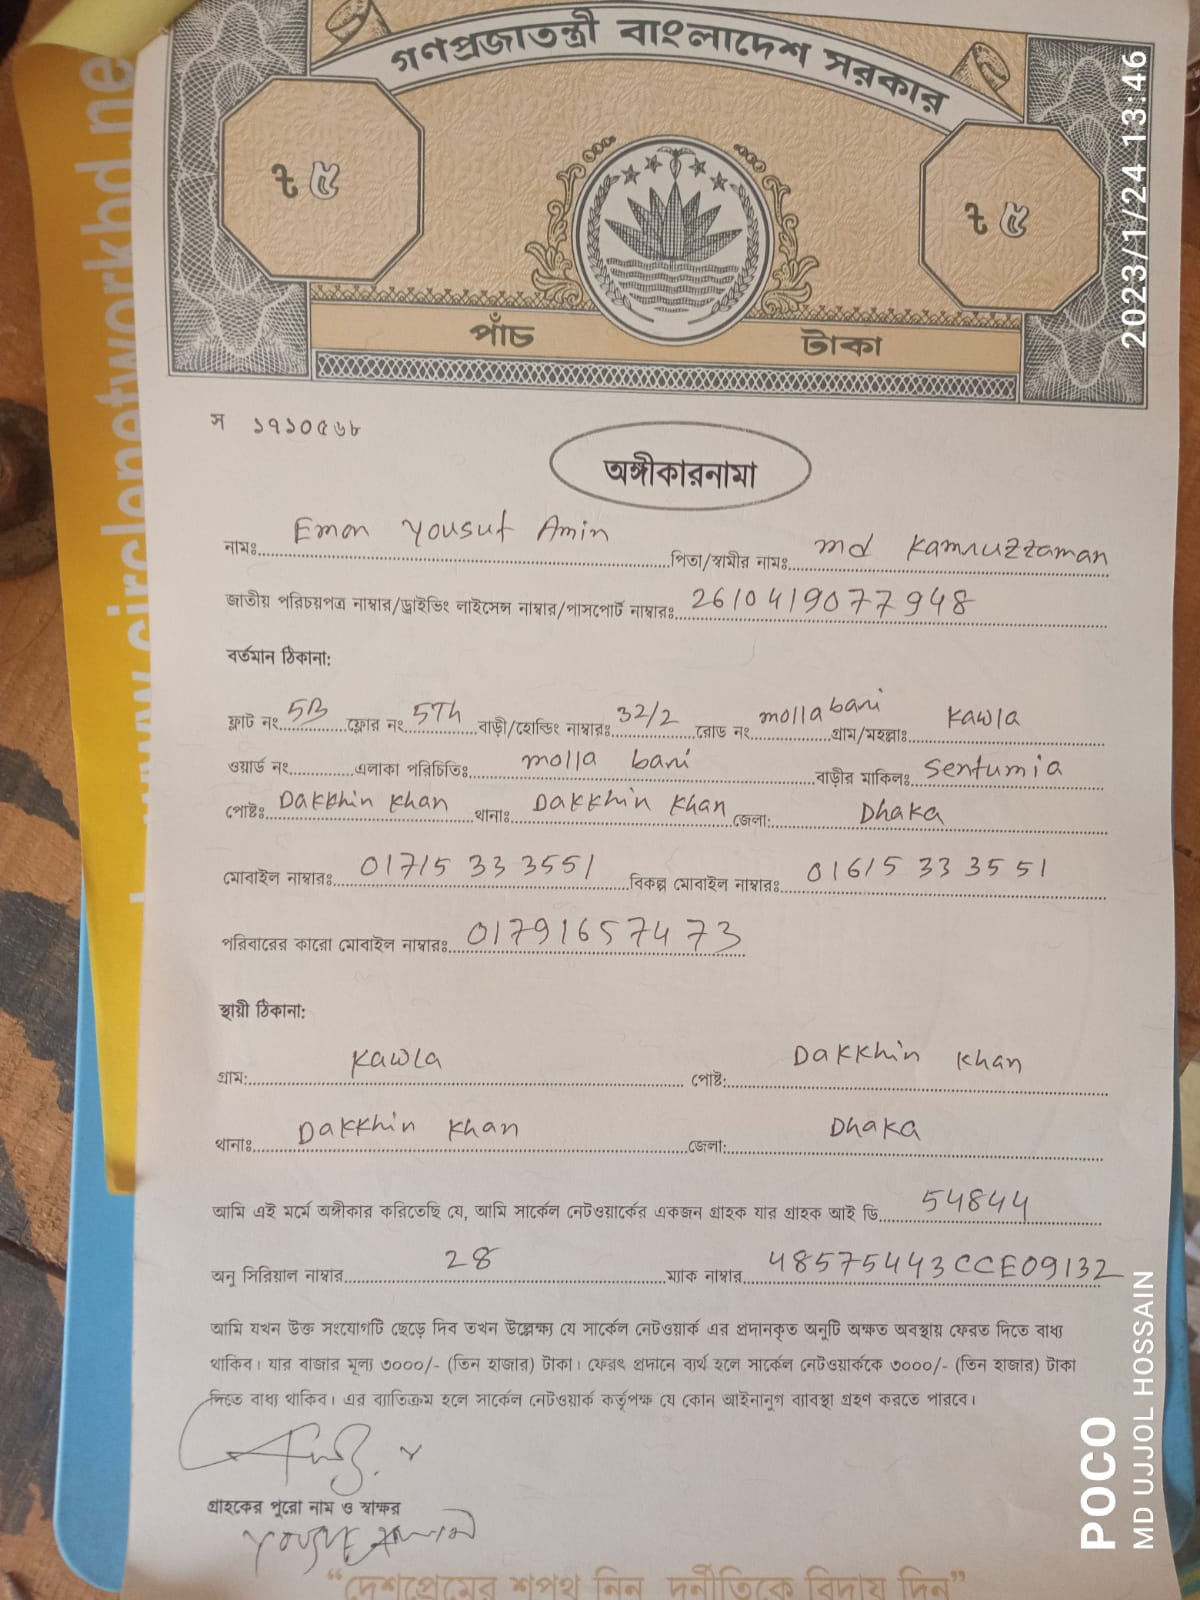 গণপ্রজাতন্ত্রী বাংলাদেশ সরকার
৳ ৫
৳ ৫
পাঁচ টাকা
স ১৭১০৫৬৮
অঙ্গীকারনামা
নামঃ Emon Yousuf Amin পিতা/স্বামীর নামঃ md Kamruzzaman
জাতীয় পরিচয়পত্র নাম্বার/ড্রাইভিং লাইসেন্স নাম্বার/পাসপোর্ট নাম্বারঃ 2610419077948
বর্তমান ঠিকানা:
ফ্লাট নং 5B ফ্লোর নং 5Th বাড়ী/হোল্ডিং নাম্বারঃ 32/2 রোড নং molla bari গ্রাম/মহল্লাঃ Kawla
ওয়ার্ড নং এলাকা পরিচিতিঃ molla bari বাড়ীর মালিকঃ
পোষ্টঃ Dakkhin Khan থানাঃ Dakkhin Khan জেলা: Dhaka
মোবাইল নাম্বারঃ 01715 33 3551 বিকল্প মোবাইল নাম্বারঃ 01615 33 3551
পরিবারের কারো মোবাইল নাম্বারঃ 01791657473
স্থায়ী ঠিকানা:
গ্রাম: Kawla পোষ্ট: Dakkhin Khan
থানাঃ Dakkhin Khan জেলা: Dhaka
আমি এই মর্মে অঙ্গীকার করিতেছি যে, আমি সার্কেল নেটওয়ার্কের একজন গ্রাহক যার গ্রাহক আই ডি 54844
অনু সিরিয়াল নাম্বার 28 ম্যাক নাম্বার 48575443CCE09132
আমি যখন উক্ত সংযোগটি ছেড়ে দিব তখন উল্লেক্ষ্য যে সার্কেল নেটওয়ার্ক এর প্রদানকৃত অনুটি অক্ষত অবস্থায় ফেরত দিতে বাধ্য
থাকিব। যার বাজার মূল্য ৩০০০/- (তিন হাজার) টাকা। ফেরৎ প্রদানে ব্যর্থ হলে সার্কেল নেটওয়ার্ককে ৩০০০/- (তিন হাজার) টাকা
দিতে বাধ্য থাকিব। এর ব্যাতিক্রম হলে সার্কেল নেটওয়ার্ক কর্তৃপক্ষ যে কোন আইনানুগ ব্যাবস্থা গ্রহণ করতে পারবে।
গ্রাহকের পুরো নাম ও স্বাক্ষর
“দেশপ্রেমের শপথ নিন, দুর্নীতিকে বিদায় দিন”
www.circlenetworkbd.ne
2023/1/24 13:46
POCO
MD UJJOL HOSSAIN